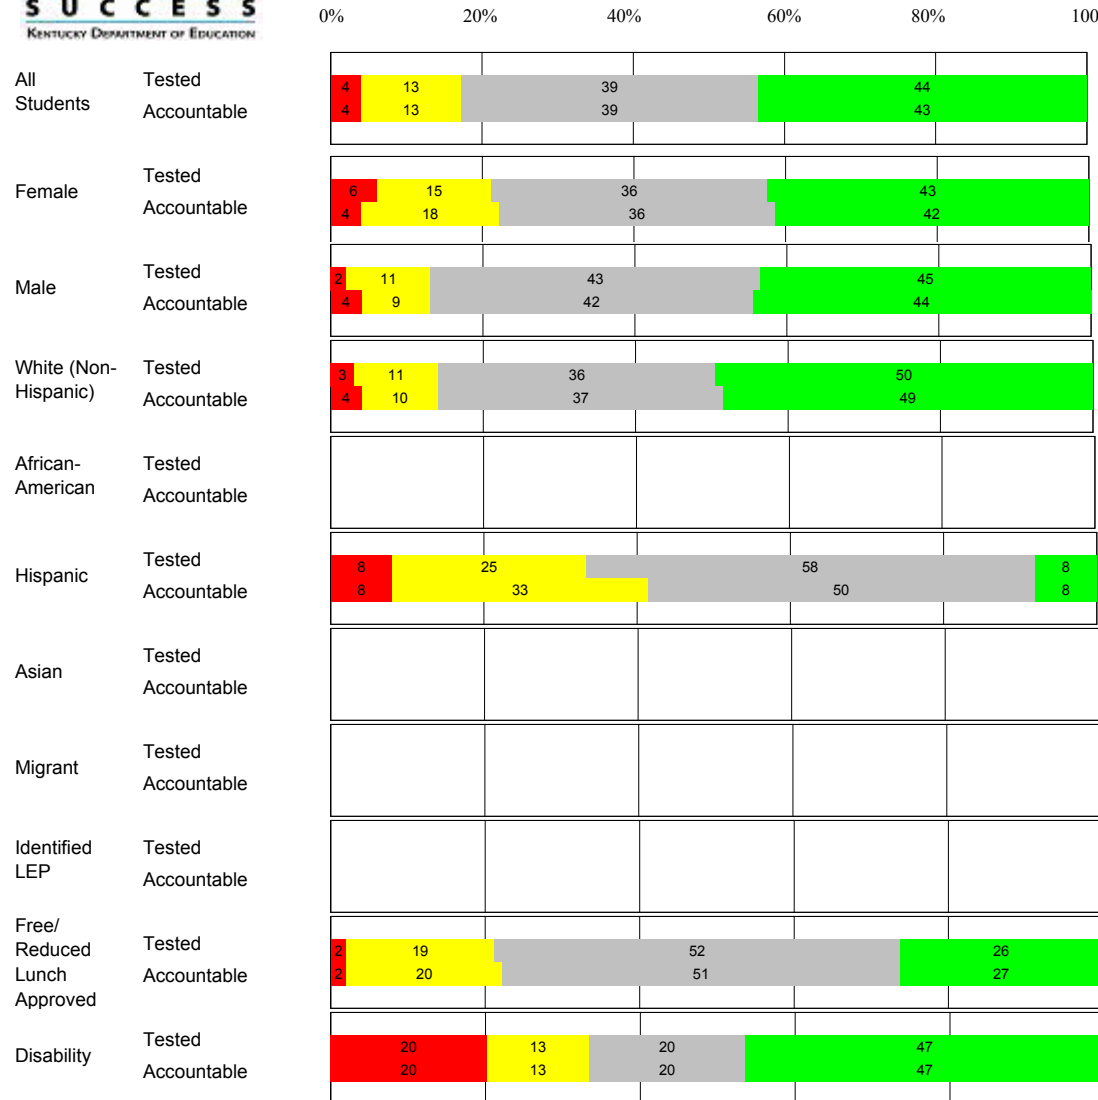 S U C C E S S
KENTUCKY DEPARTMENT OF EDUCATION
0% 20% 40% 60% 80% 100
All Students Tested 4 13 39 44
Accountable 4 13 39 43
Female Tested 6 15 36 43
Accountable 4 18 36 42
Male Tested 2 11 43 45
Accountable 4 9 42 44
White (Non-Hispanic) Tested 3 11 36 50
Accountable 4 10 37 49
African-American Tested
Accountable
Hispanic Tested 8 25 58 8
Accountable 8 33 50 8
Asian Tested
Accountable
Migrant Tested
Accountable
Identified LEP Tested
Accountable
Free/ Reduced Lunch Approved Tested 2 19 52 26
Accountable 2 20 51 27
Disability Tested 20 13 20 47
Accountable 20 13 20 47